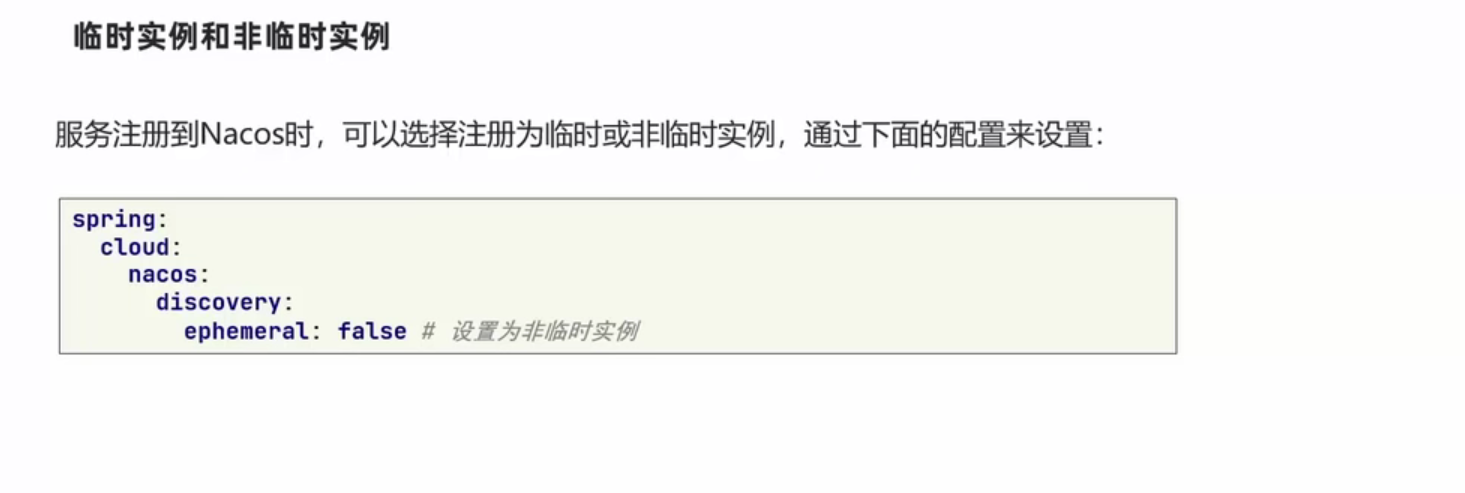 临时实例和非临时实例
服务注册到Nacos时，可以选择注册为临时或非临时实例，通过下面的配置来设置：
spring:
  cloud:
    nacos:
      discovery:
        ephemeral: false # 设置为非临时实例